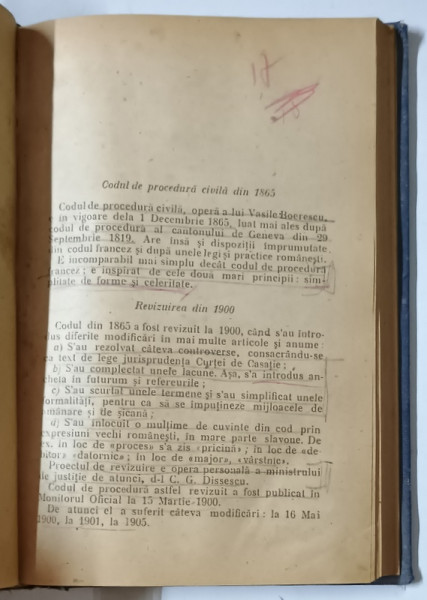 17
Codul de procedură civilă din 1865
Codul de procedură civilă, operă a lui Vasile Boerescu,
e în vigoare dela 1 Decembrie 1865, luat mai ales după
codul de procedură al cantonului de Geneva din 29
Septembrie 1819. Are însă și dispoziții împrumutate
din codul francez și după unele legi și practice românești.
E incomparabil mai simplu decât codul de procedură
francez; e inspirat de cele două mari principii: sim-
plitate de forme și celeritate.
Revizuirea din 1900
Codul din 1865 a fost revizuit la 1900, când s'au intro-
dus diferite modificări în mai multe articole și anume:
a) S'au rezolvat câteva controverse, consacrându-se
ca text de lege jurisprudența Curței de Casație;
b) S'au complectat unele lacune. Așa, s'a introdus an-
cheta in futurum și refereurile;
c) S'au scurtat unele termene și s'au simplificat unele
formalități, pentru ca să se împuțineze mijloacele de
amânare și de șicană;
d) S'au înlocuit o mulțime de cuvinte din cod prin
expresiuni vechi românești, în mare parte slavone. De
ex. în loc de «proces» s'a zis «pricină»; în loc de «de-
bitor» «datornic»; în loc de «major», «vârstnic».
Proectul de revizuire e opera personală a ministrului
de justiție de atunci, d-l C. G. Dissescu.
Codul de procedură astfel revizuit a fost publicat în
Monitorul Oficial la 15 Martie 1900.
De atunci el a suferit câteva modificări: la 16 Mai
1900, la 1901, la 1905.